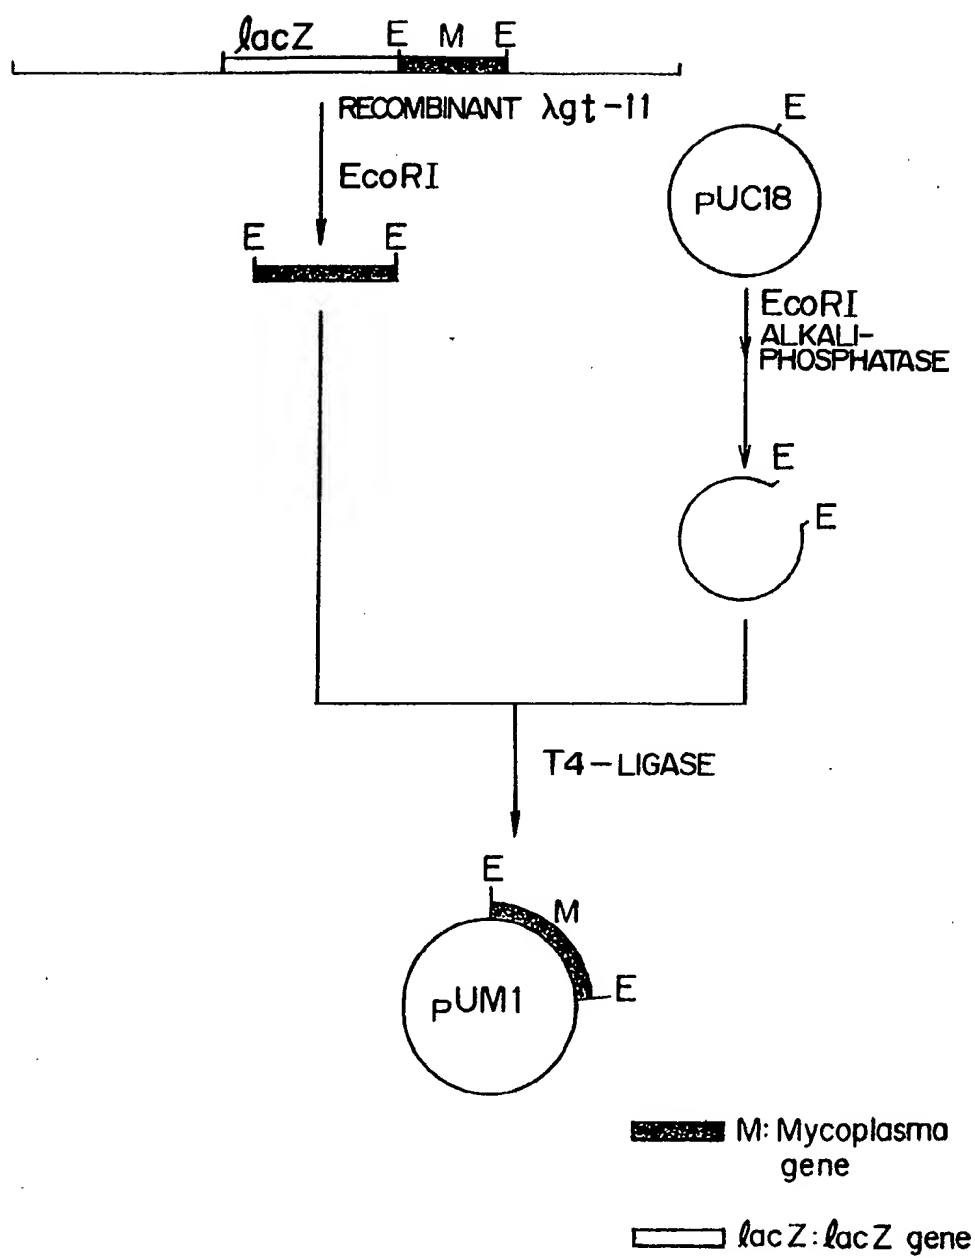 lacZ E M E
RECOMBINANT λgt-11
EcoRI
E E
E
pUC18
EcoRI
ALKALI-
PHOSPHATASE
E
E
T4-LIGASE
E
M
E
pUM1
M: Mycoplasma
gene
lacZ: lacZ gene